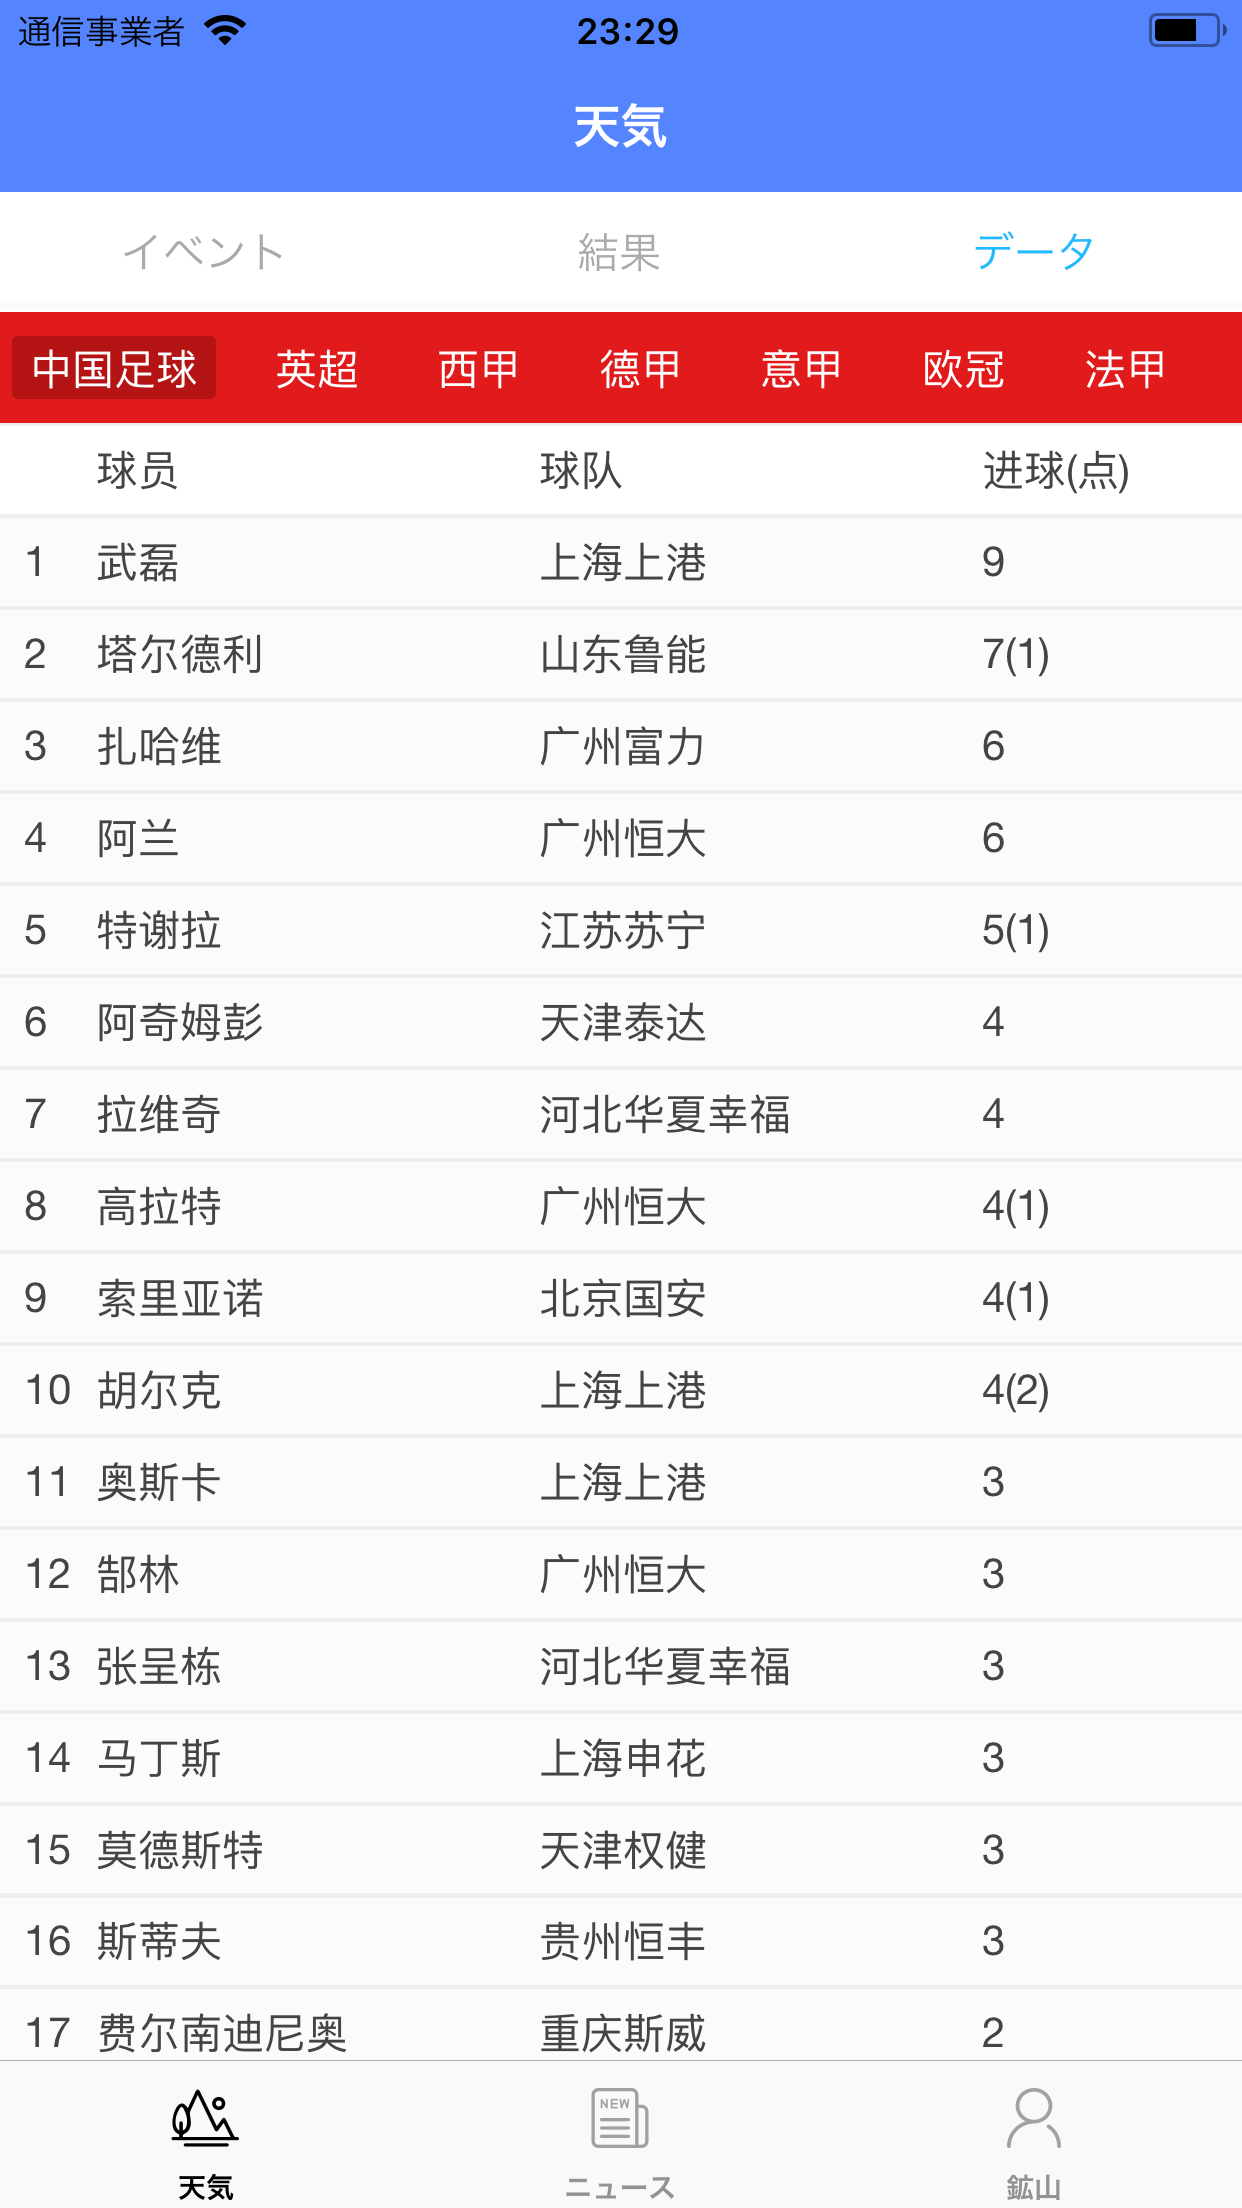 通信事業者 23:29
天気
イベント 結果 データ
中国足球 英超 西甲 德甲 意甲 欧冠 法甲
球员 球队 进球(点)
1 武磊 上海上港 9
2 塔尔德利 山东鲁能 7(1)
3 扎哈维 广州富力 6
4 阿兰 广州恒大 6
5 特谢拉 江苏苏宁 5(1)
6 阿奇姆彭 天津泰达 4
7 拉维奇 河北华夏幸福 4
8 高拉特 广州恒大 4(1)
9 索里亚诺 北京国安 4(1)
10 胡尔克 上海上港 4(2)
11 奥斯卡 上海上港 3
12 郜林 广州恒大 3
13 张呈栋 河北华夏幸福 3
14 马丁斯 上海申花 3
15 莫德斯特 天津权健 3
16 斯蒂夫 贵州恒丰 3
17 费尔南迪尼奥 重庆斯威 2
NEW
天気 ニュース 鉱山